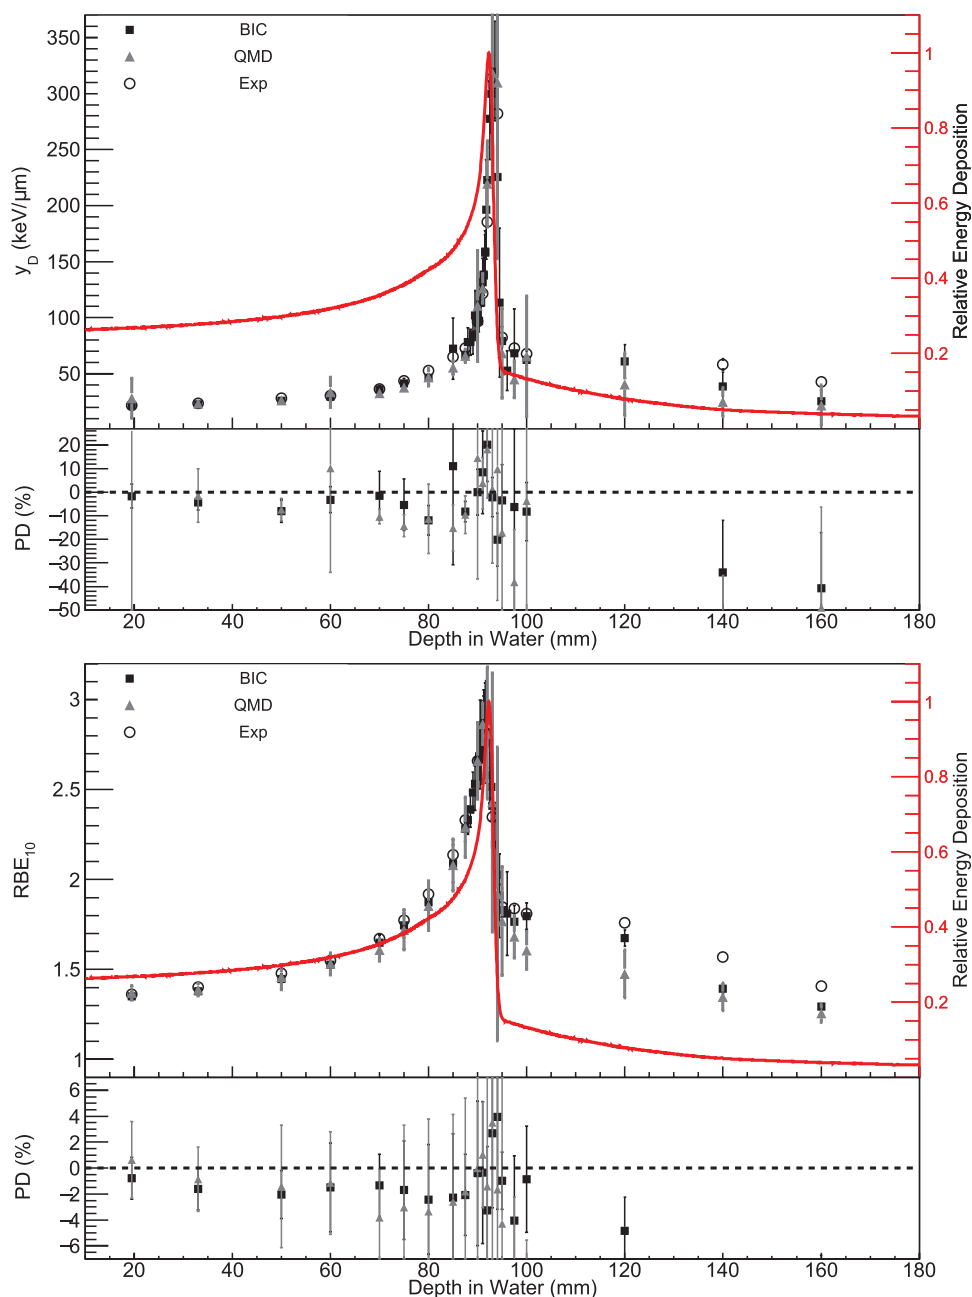 BIC
QMD
Exp
y_D (keV/μm)
350
300
250
200
150
100
50
1
0.8
0.6
0.4
0.2
Relative Energy Deposition
PD (%)
20
10
0
−10
−20
−30
−40
−50
20 40 60 80 100 120 140 160 180
Depth in Water (mm)
BIC
QMD
Exp
RBE₁₀
3
2.5
2
1.5
1
1
0.8
0.6
0.4
0.2
Relative Energy Deposition
PD (%)
6
4
2
0
−2
−4
−6
20 40 60 80 100 120 140 160 180
Depth in Water (mm)